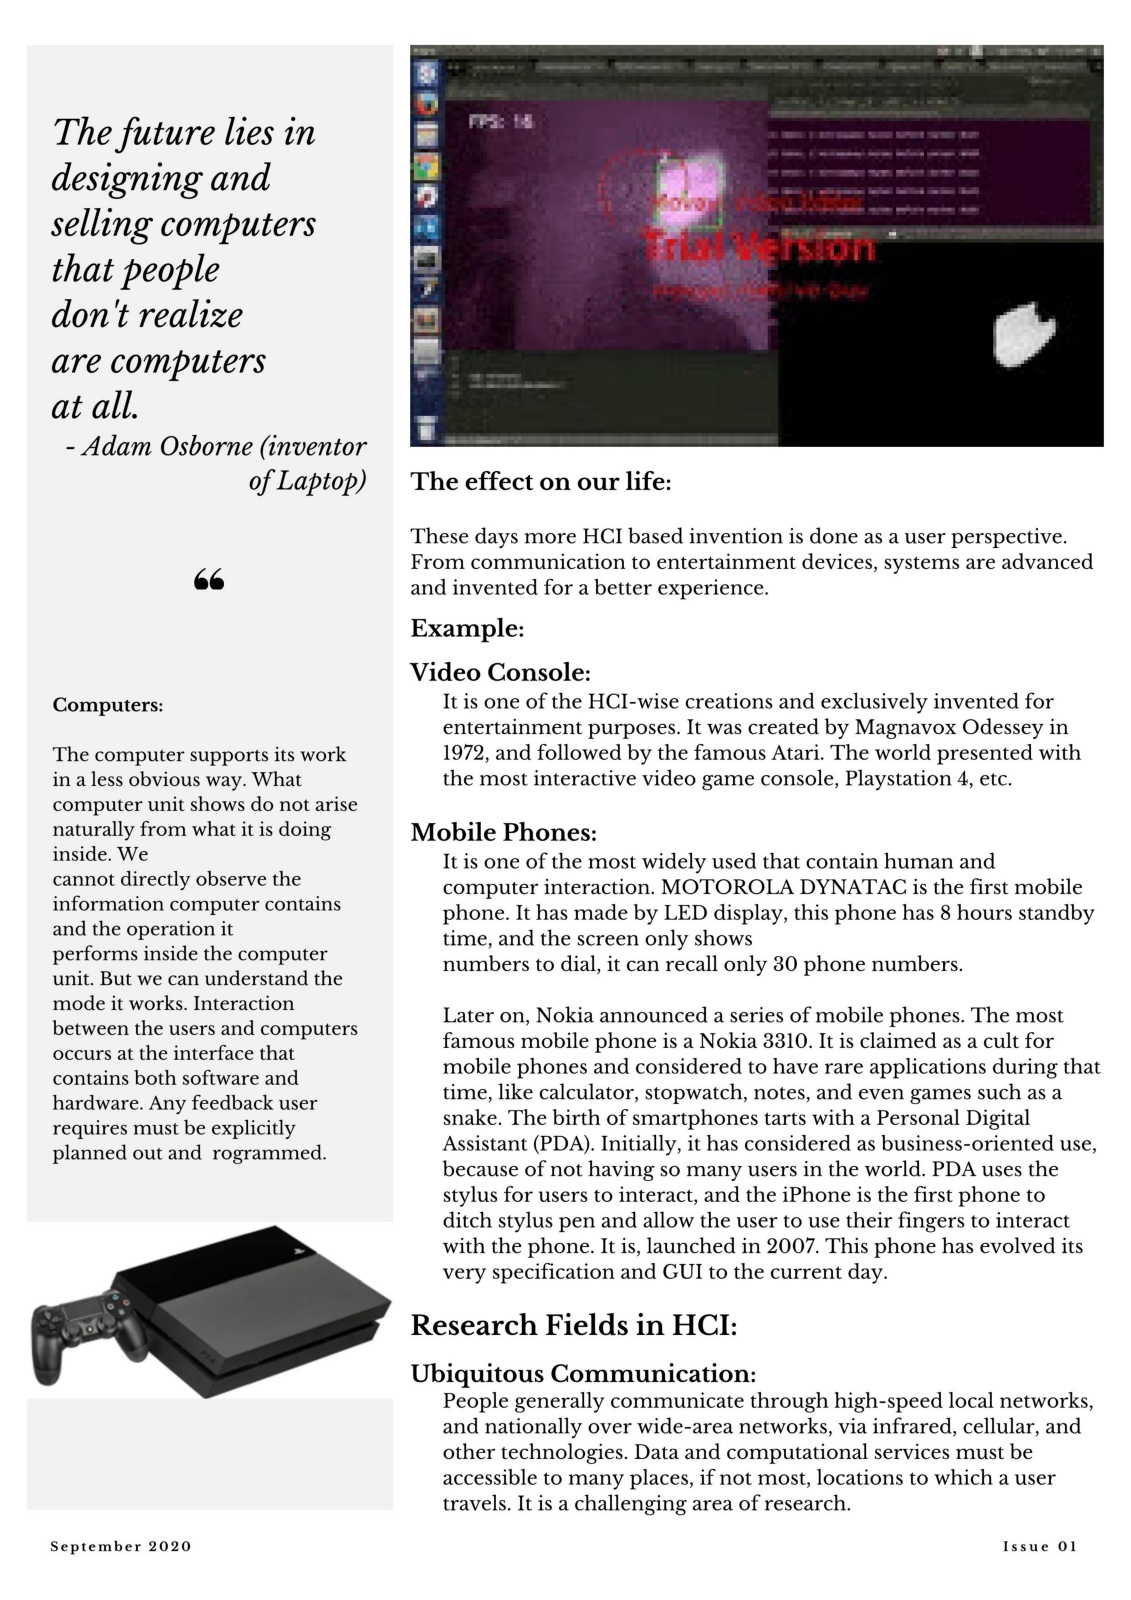 The future lies in
designing and
selling computers
that people
don't realize
are computers
at all.
- Adam Osborne (inventor
of Laptop)
❝
Computers:
The computer supports its work
in a less obvious way. What
computer unit shows do not arise
naturally from what it is doing
inside. We
cannot directly observe the
information computer contains
and the operation it
performs inside the computer
unit. But we can understand the
mode it works. Interaction
between the users and computers
occurs at the interface that
contains both software and
hardware. Any feedback user
requires must be explicitly
planned out and  rogrammed.
FPS: 16
Trial Version
The effect on our life:
These days more HCI based invention is done as a user perspective.
From communication to entertainment devices, systems are advanced
and invented for a better experience.
Example:
Video Console:
It is one of the HCI-wise creations and exclusively invented for
entertainment purposes. It was created by Magnavox Odessey in
1972, and followed by the famous Atari. The world presented with
the most interactive video game console, Playstation 4, etc.
Mobile Phones:
It is one of the most widely used that contain human and
computer interaction. MOTOROLA DYNATAC is the first mobile
phone. It has made by LED display, this phone has 8 hours standby
time, and the screen only shows
numbers to dial, it can recall only 30 phone numbers.
Later on, Nokia announced a series of mobile phones. The most
famous mobile phone is a Nokia 3310. It is claimed as a cult for
mobile phones and considered to have rare applications during that
time, like calculator, stopwatch, notes, and even games such as a
snake. The birth of smartphones tarts with a Personal Digital
Assistant (PDA). Initially, it has considered as business-oriented use,
because of not having so many users in the world. PDA uses the
stylus for users to interact, and the iPhone is the first phone to
ditch stylus pen and allow the user to use their fingers to interact
with the phone. It is, launched in 2007. This phone has evolved its
very specification and GUI to the current day.
Research Fields in HCI:
Ubiquitous Communication:
People generally communicate through high-speed local networks,
and nationally over wide-area networks, via infrared, cellular, and
other technologies. Data and computational services must be
accessible to many places, if not most, locations to which a user
travels. It is a challenging area of research.
September 2020
Issue 01